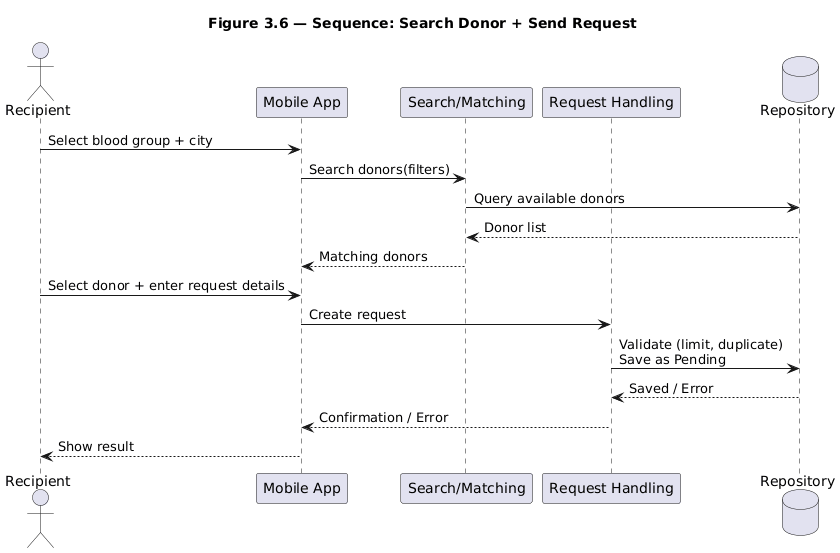 Figure 3.6 — Sequence: Search Donor + Send Request
Recipient
Mobile App
Search/Matching
Request Handling
Repository
Select blood group + city
Search donors(filters)
Query available donors
Donor list
Matching donors
Select donor + enter request details
Create request
Validate (limit, duplicate)
Save as Pending
Saved / Error
Confirmation / Error
Show result
Recipient
Mobile App
Search/Matching
Request Handling
Repository